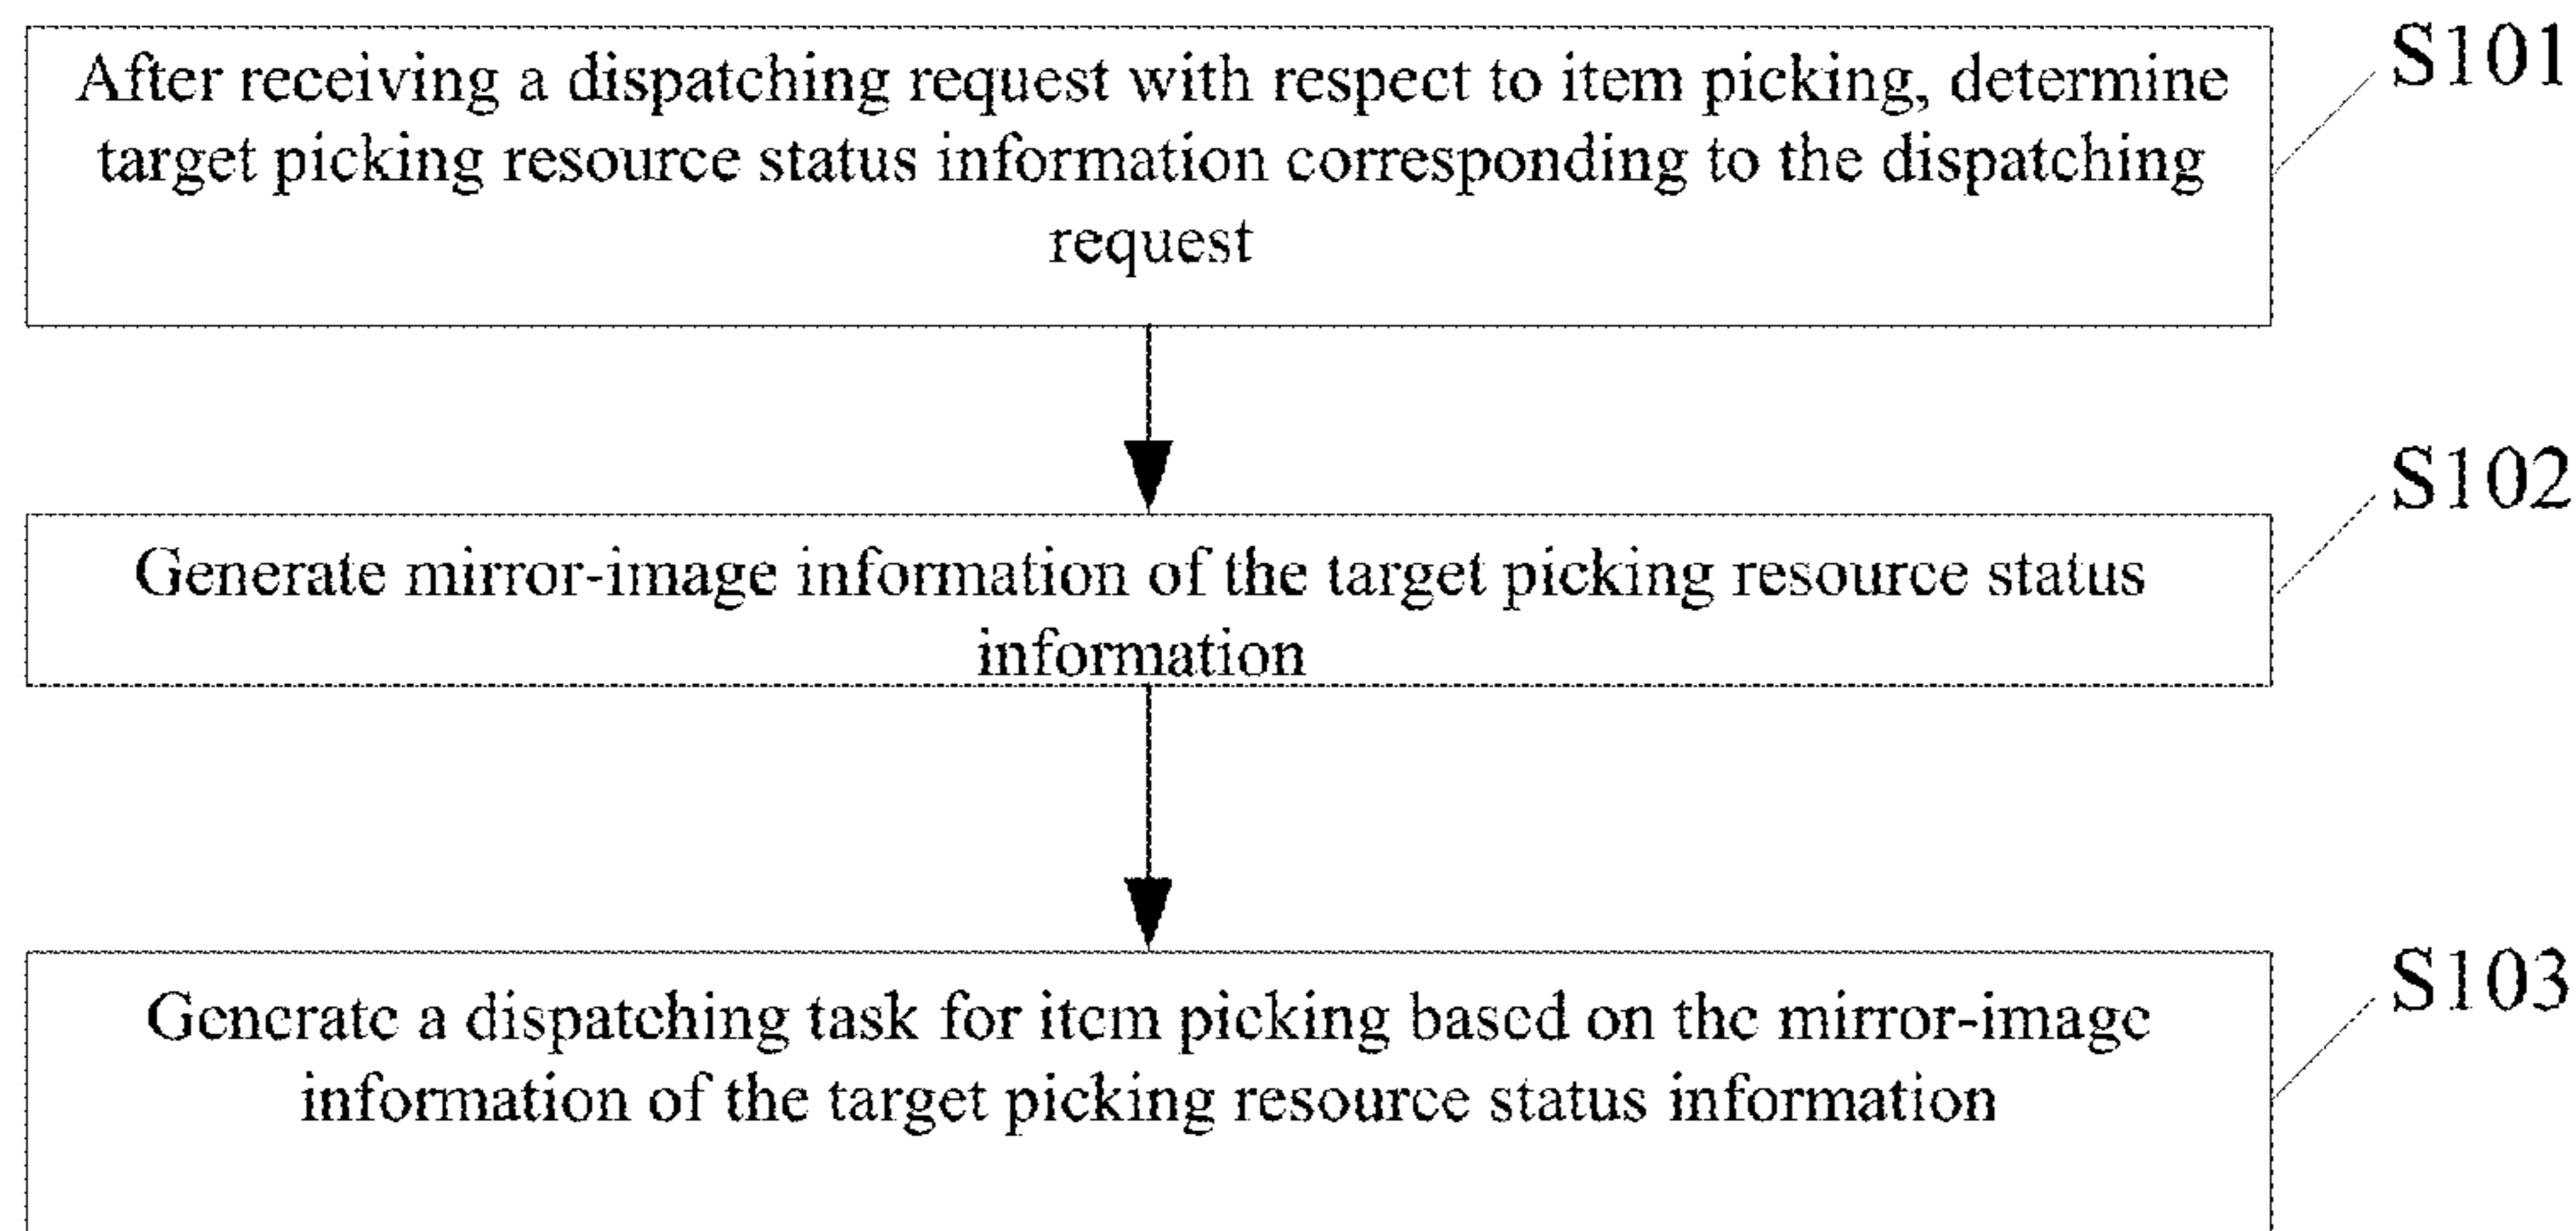 After receiving a dispatching request with respect to item picking, determine
target picking resource status information corresponding to the dispatching
request
S101
Generate mirror-image information of the target picking resource status
information
S102
Generate a dispatching task for item picking based on the mirror-image
information of the target picking resource status information
S103